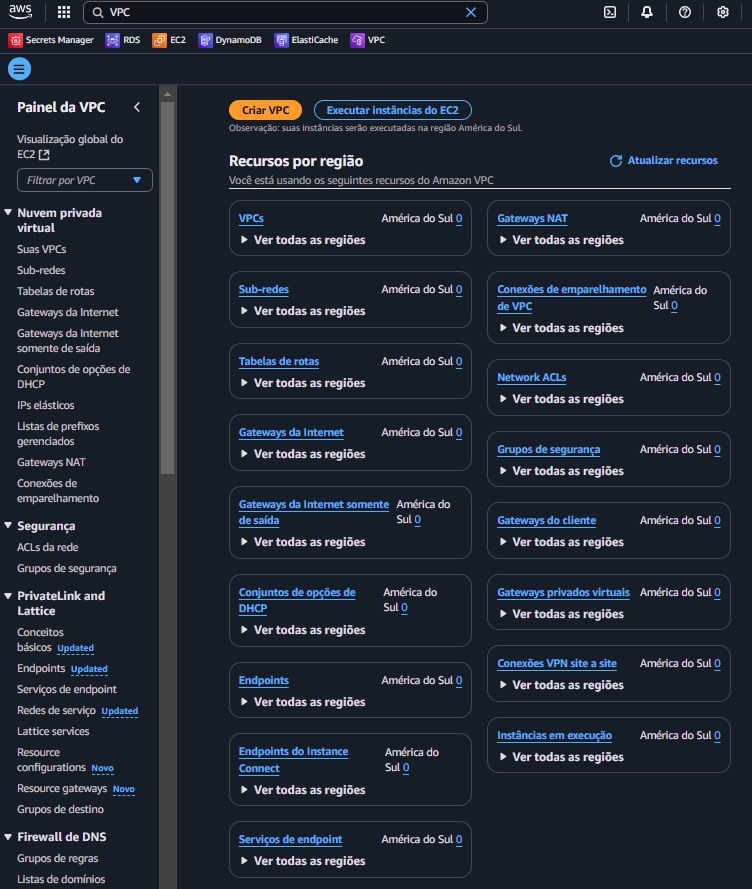 aws
VPC
Secrets Manager
RDS
EC2
DynamoDB
ElastiCache
VPC
Painel da VPC
Visualização global do
EC2
Filtrar por VPC
Nuvem privada
virtual
Suas VPCs
Sub-redes
Tabelas de rotas
Gateways da Internet
Gateways da Internet
somente de saída
Conjuntos de opções de
DHCP
IPs elásticos
Listas de prefixos
gerenciados
Gateways NAT
Conexões de
emparelhamento
Segurança
ACLs da rede
Grupos de segurança
PrivateLink and
Lattice
Conceitos
básicos Updated
Endpoints Updated
Serviços de endpoint
Redes de serviço Updated
Lattice services
Resource
configurations Novo
Resource gateways Novo
Grupos de destino
Firewall de DNS
Grupos de regras
Listas de domínios
Criar VPC
Executar instâncias do EC2
Observação: suas instâncias serão executadas na região América do Sul.
Recursos por região
Atualizar recursos
Você está usando os seguintes recursos do Amazon VPC
VPCs América do Sul 0
Ver todas as regiões
Sub-redes América do Sul 0
Ver todas as regiões
Tabelas de rotas América do Sul 0
Ver todas as regiões
Gateways da Internet América do Sul 0
Ver todas as regiões
Gateways da Internet somente América do
de saída Sul 0
Ver todas as regiões
Conjuntos de opções de América do
DHCP Sul 0
Ver todas as regiões
Endpoints América do Sul 0
Ver todas as regiões
Endpoints do Instance América do
Connect Sul 0
Ver todas as regiões
Serviços de endpoint América do Sul 0
Ver todas as regiões
Gateways NAT América do Sul 0
Ver todas as regiões
Conexões de emparelhamento América do
de VPC Sul 0
Ver todas as regiões
Network ACLs América do Sul 0
Ver todas as regiões
Grupos de segurança América do Sul 0
Ver todas as regiões
Gateways do cliente América do Sul 0
Ver todas as regiões
Gateways privados virtuais América do Sul 0
Ver todas as regiões
Conexões VPN site a site América do Sul 0
Ver todas as regiões
Instâncias em execução América do Sul 0
Ver todas as regiões